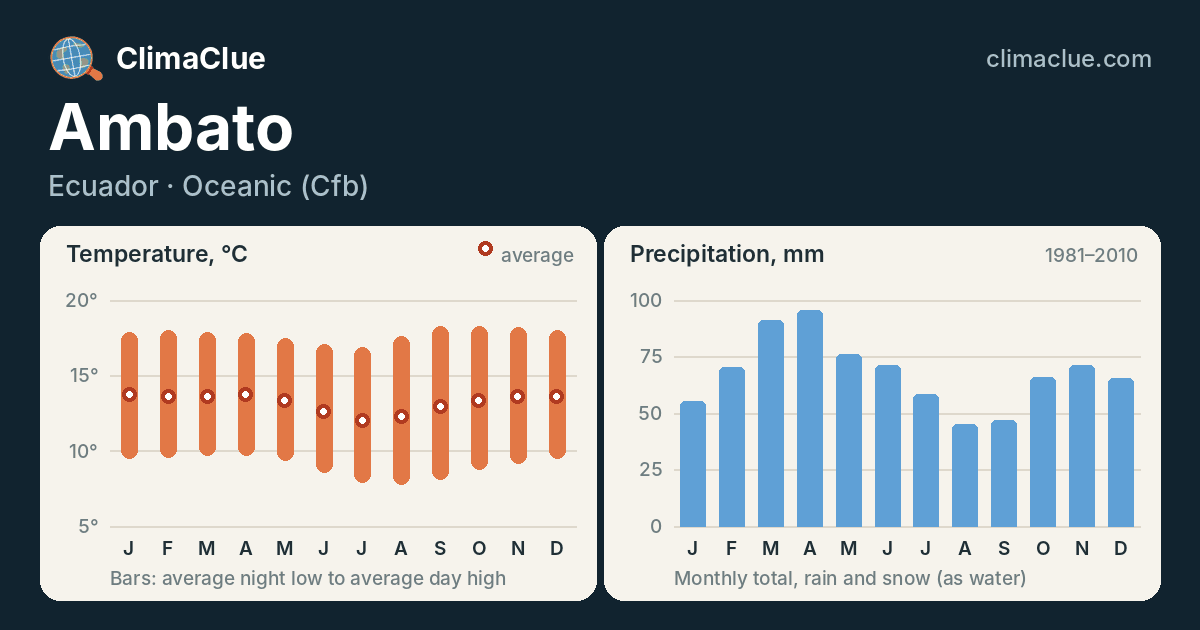 ClimaClue
climaclue.com
Ambato
Ecuador · Oceanic (Cfb)
Temperature, °C
average
20°
15°
10°
5°
J F M A M J J A S O N D
Bars: average night low to average day high
Precipitation, mm
1981–2010
100
75
50
25
0
J F M A M J J A S O N D
Monthly total, rain and snow (as water)